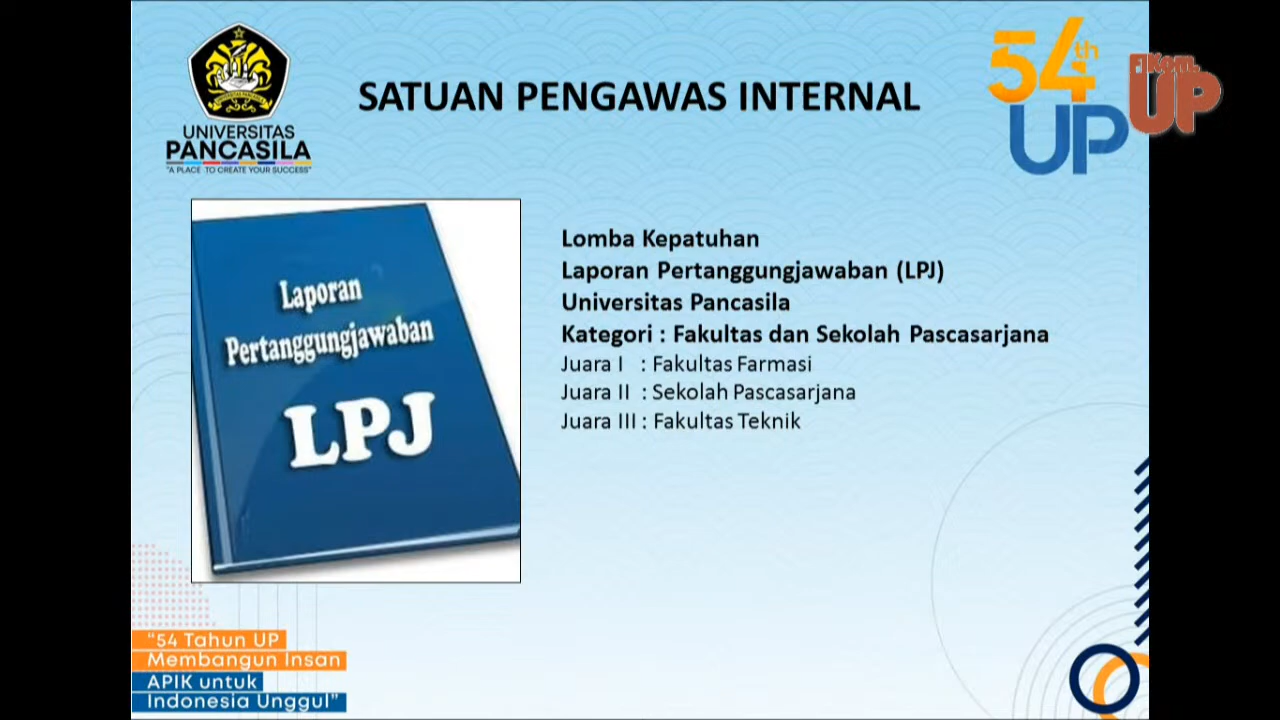 UNIVERSITAS
PANCASILA
"A PLACE TO CREATE YOUR SUCCESS"
SATUAN PENGAWAS INTERNAL
54th
UP
FIKom
UP
Laporan
Pertanggungjawaban
LPJ
Lomba Kepatuhan
Laporan Pertanggungjawaban (LPJ)
Universitas Pancasila
Kategori : Fakultas dan Sekolah Pascasarjana
Juara I : Fakultas Farmasi
Juara II : Sekolah Pascasarjana
Juara III : Fakultas Teknik
"54 Tahun UP
Membangun Insan
APIK untuk
Indonesia Unggul"